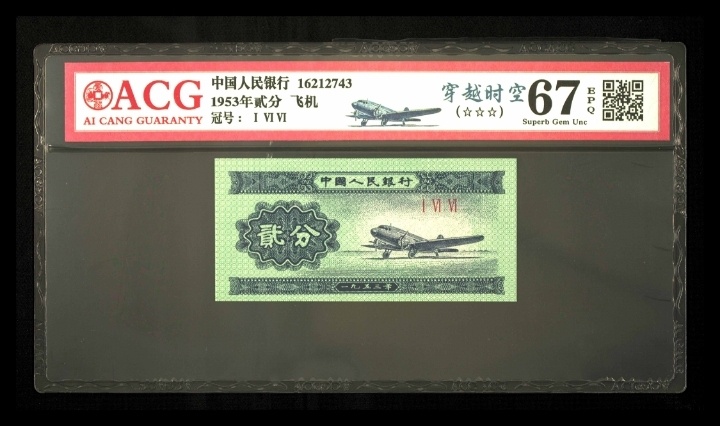 ACG
AI CANG GUARANTY
中国人民银行 16212743
1953年贰分 飞机
冠号： I VI VI
穿越时空
(☆☆☆)
67
EPQ
Superb Gem Unc
中國人民銀行
I VI VI
貳分
一九五三年